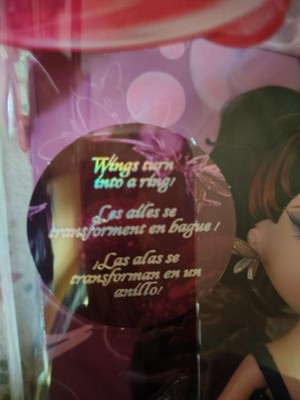 Wings turn
into a ring!
Les ailes se
transforment en bague !
¡Las alas se
transforman en un
anillo!